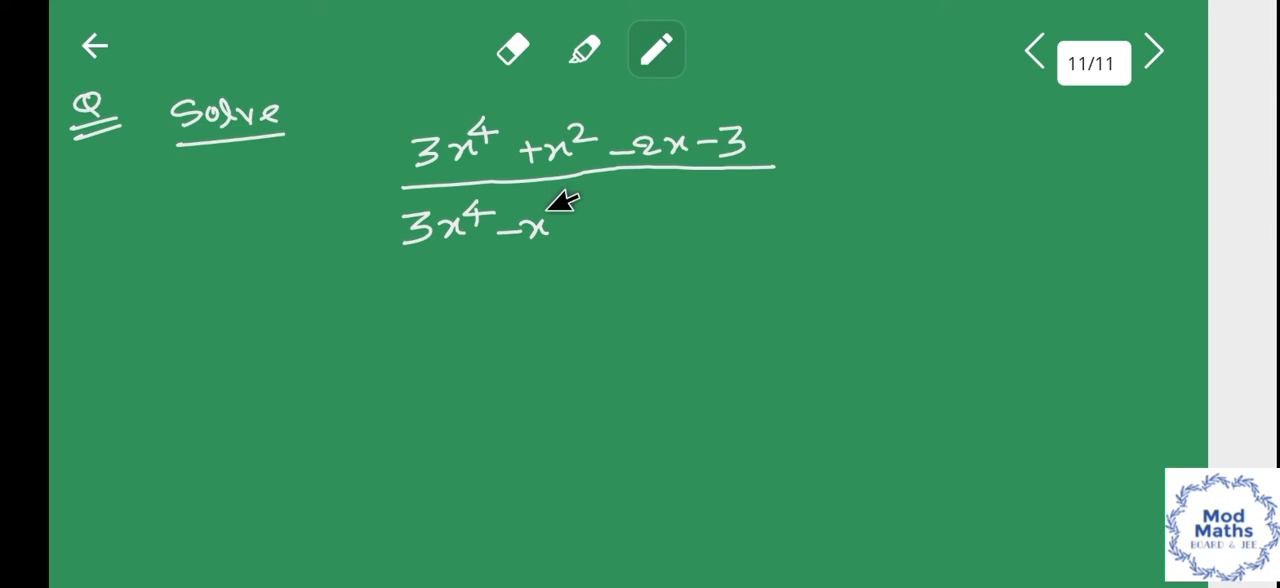 11/11
Q Solve
3x⁴ + x² - 2x - 3
3x⁴ - x
Mod
Maths
BOARD & JEE